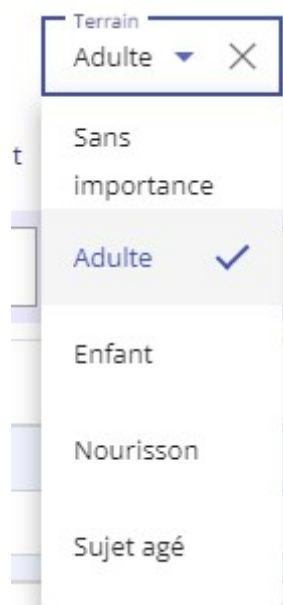 Terrain
Adulte
t
Sans
importance
Adulte
Enfant
Nourisson
Sujet agé